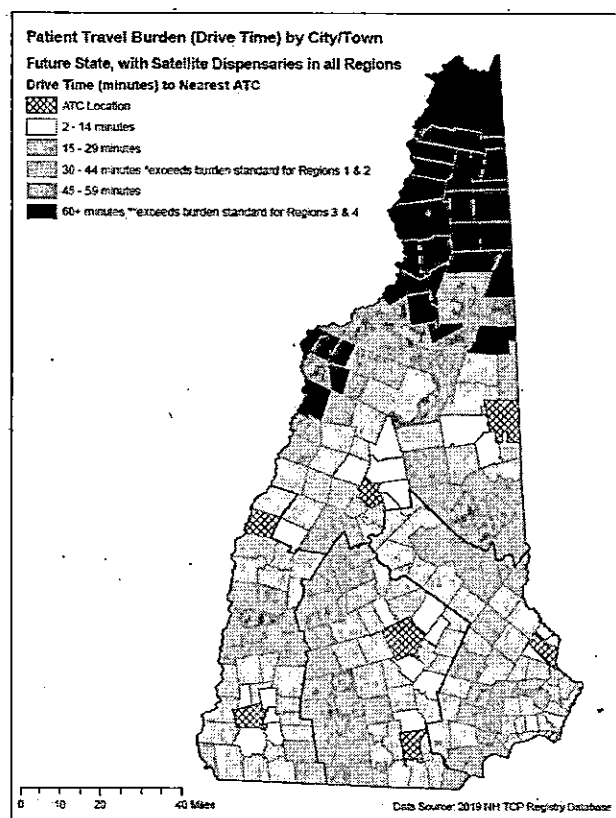 Patient Travel Burden (Drive Time) by City/Town
Future State, with Satellite Dispensaries in all Regions
Drive Time (minutes) to Nearest ATC
ATC Location
2 - 14 minutes
15 - 29 minutes
30 - 44 minutes *exceeds burden standard for Regions 1 & 2
45 - 59 minutes
60+ minutes **exceeds burden standard for Regions 3 & 4
0 10 20 40 Miles
Data Source: 2019 NH TCP Registry Database